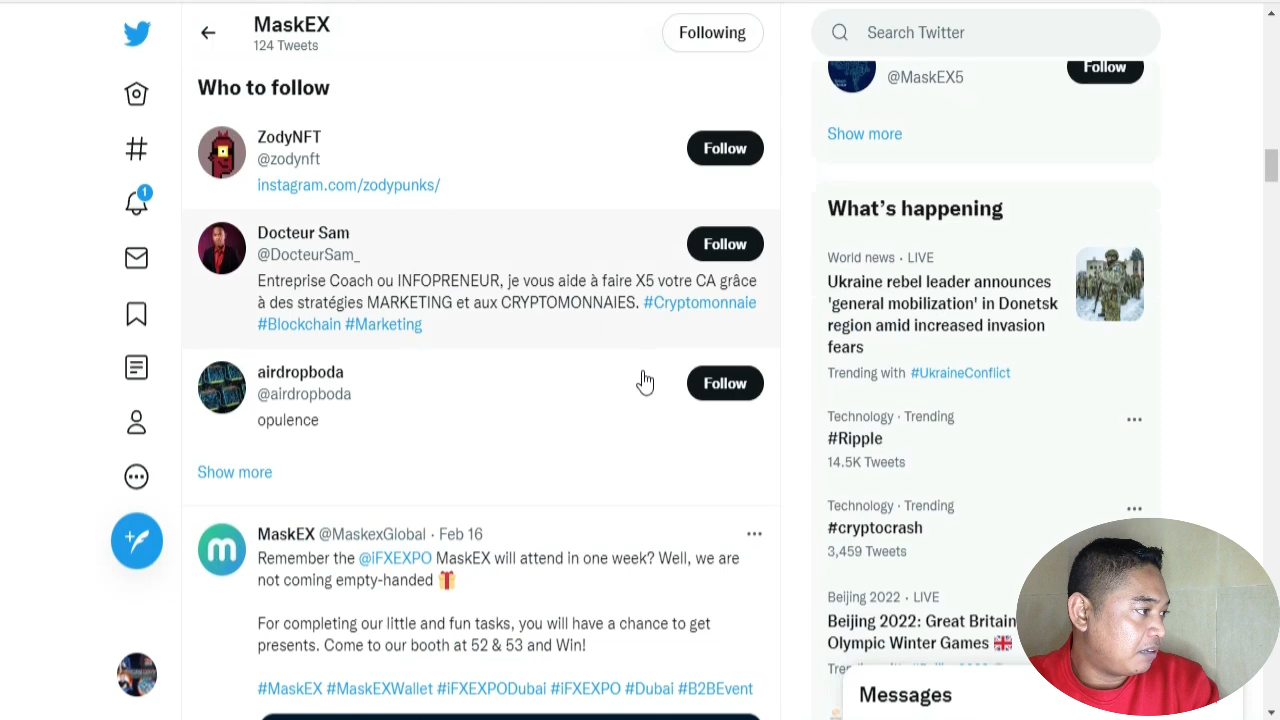 MaskEX
124 Tweets
Following
Who to follow
ZodyNFT
@zodynft
instagram.com/zodypunks/
Follow
Docteur Sam
@DocteurSam_
Follow
Entreprise Coach ou INFOPRENEUR, je vous aide à faire X5 votre CA grâce
à des stratégies MARKETING et aux CRYPTOMONNAIES. #Cryptomonnaie
#Blockchain #Marketing
airdropboda
@airdropboda
opulence
Follow
Show more
MaskEX @MaskexGlobal · Feb 16
Remember the @iFXEXPO MaskEX will attend in one week? Well, we are
not coming empty-handed 🎁
For completing our little and fun tasks, you will have a chance to get
presents. Come to our booth at 52 & 53 and Win!
#MaskEX #MaskEXWallet #iFXEXPODubai #iFXEXPO #Dubai #B2BEvent
1
m
Search Twitter
@MaskEX5
Follow
Show more
What's happening
World news · LIVE
Ukraine rebel leader announces
'general mobilization' in Donetsk
region amid increased invasion
fears
Trending with #UkraineConflict
Technology · Trending
#Ripple
14.5K Tweets
Technology · Trending
#cryptocrash
3,459 Tweets
Beijing 2022 · LIVE
Beijing 2022: Great Britain
Olympic Winter Games 🇬🇧
Messages